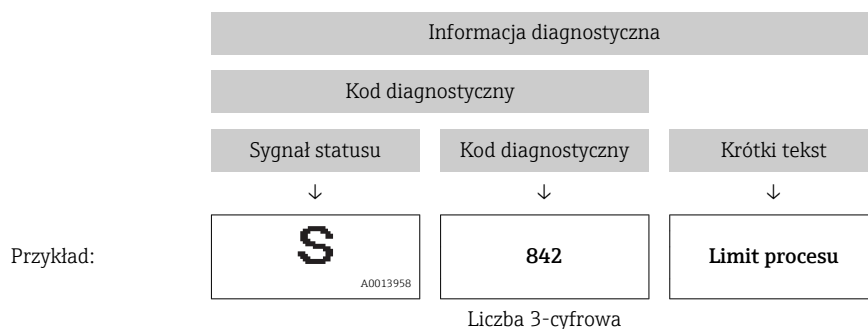 Informacja diagnostyczna
Kod diagnostyczny
Sygnał statusu Kod diagnostyczny Krótki tekst
↓ ↓ ↓
Przykład: S 842 Limit procesu
A0013958
Liczba 3-cyfrowa